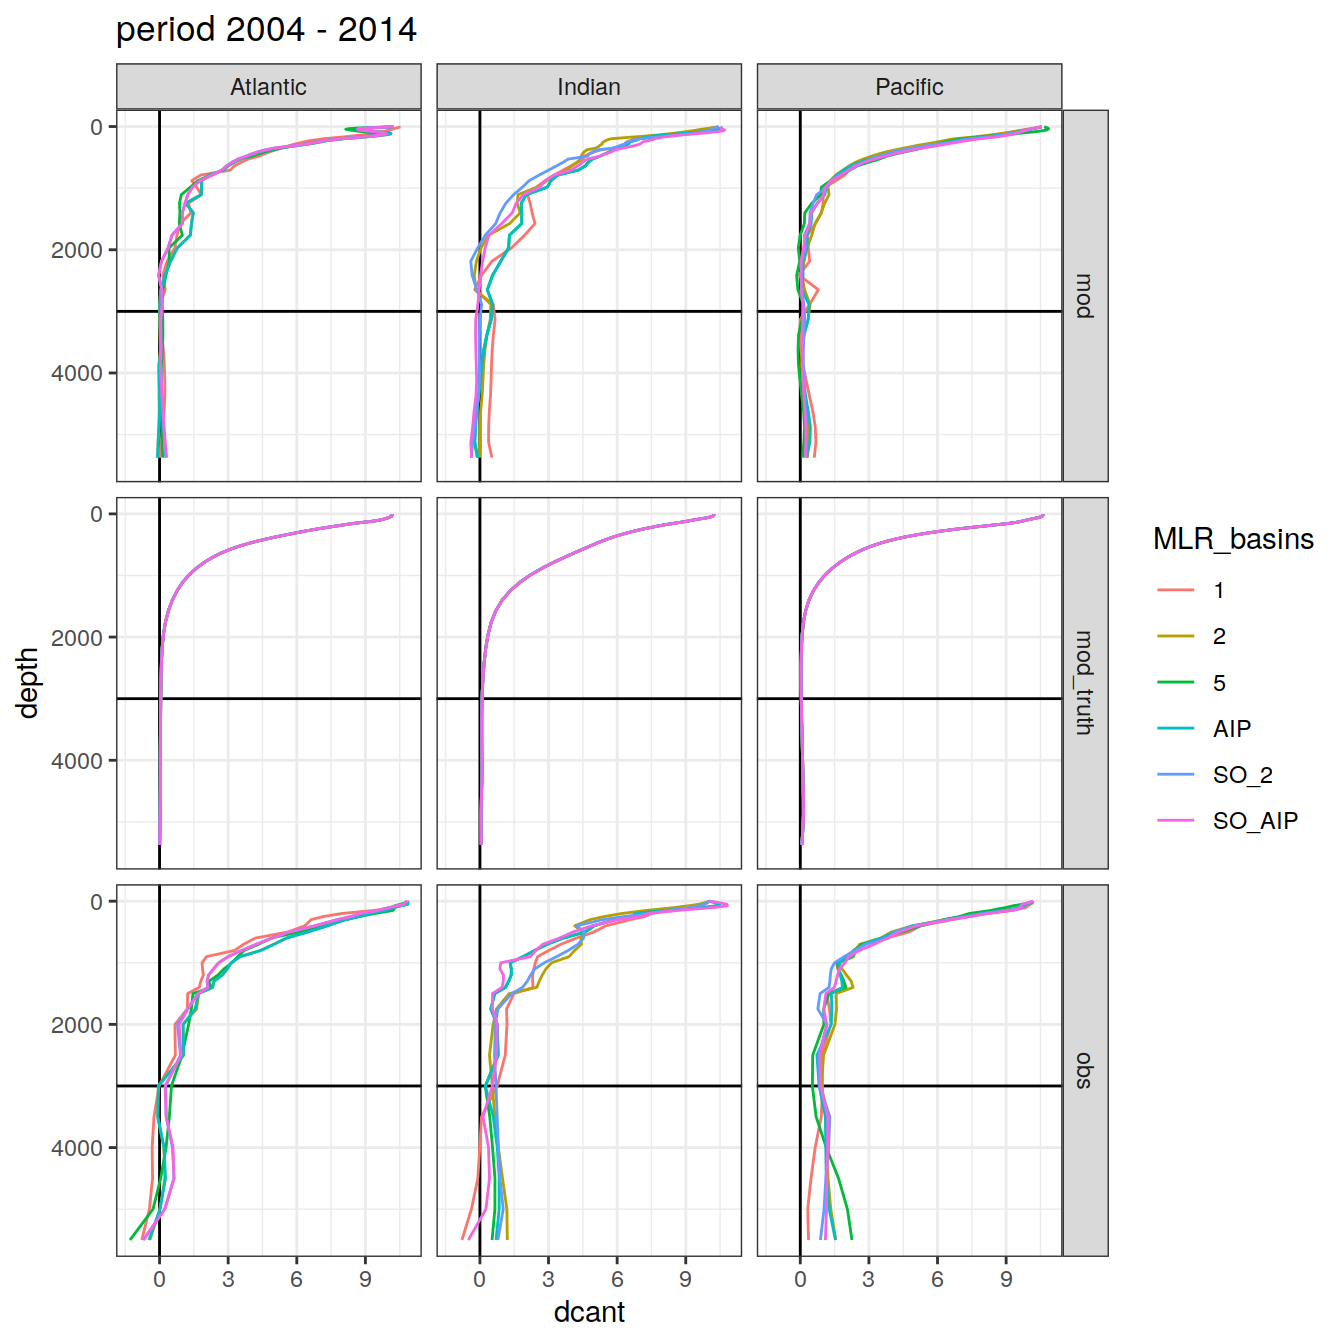 period 2004 - 2014
Atlantic Indian Pacific
0
2000
4000
mod
0
2000
4000
mod_truth
0
2000
4000
obs
depth
0 3 6 9 0 3 6 9 0 3 6 9
dcant
MLR_basins
1
2
5
AIP
SO_2
SO_AIP